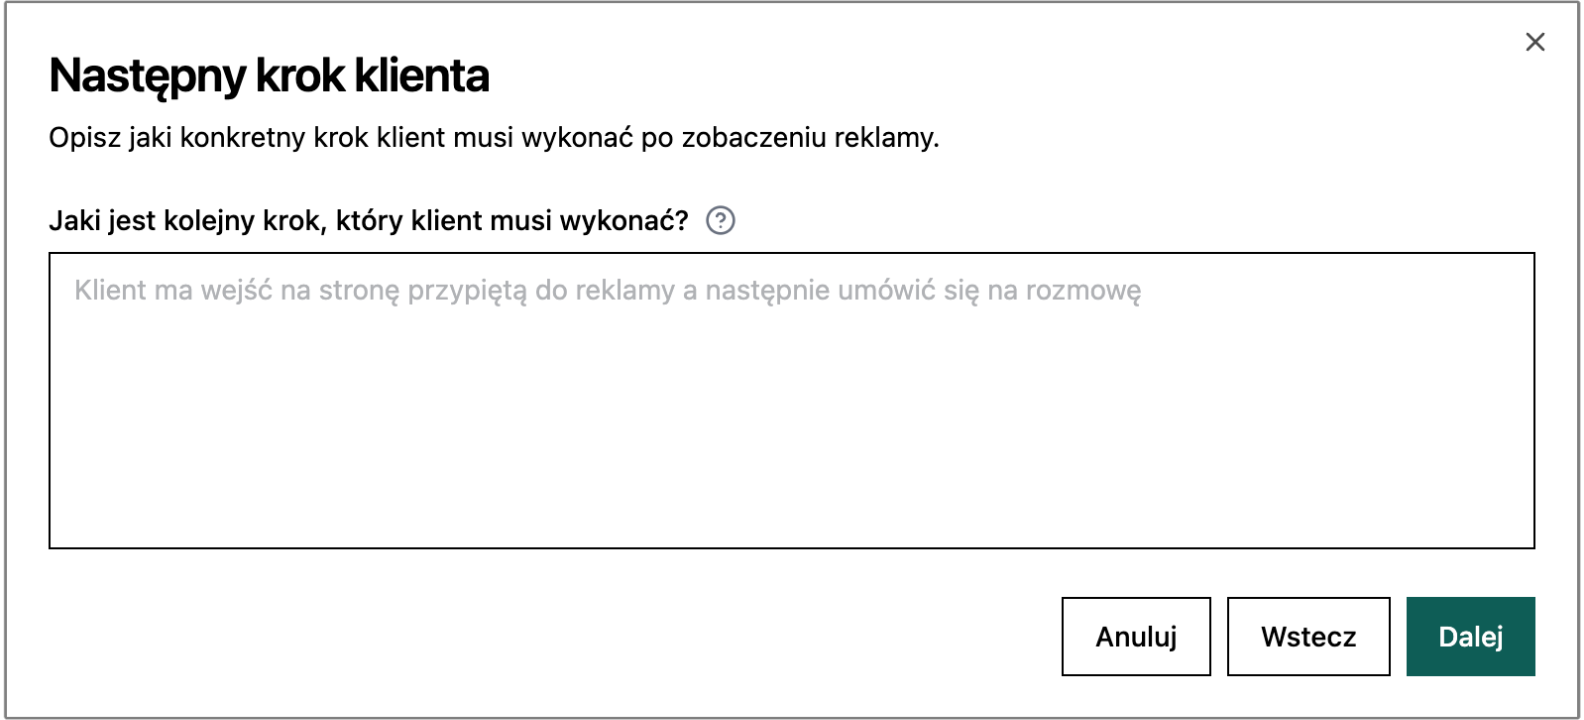 Następny krok klienta
Opisz jaki konkretny krok klient musi wykonać po zobaczeniu reklamy.
Jaki jest kolejny krok, który klient musi wykonać? ?
Klient ma wejść na stronę przypiętą do reklamy a następnie umówić się na rozmowę
Anuluj Wstecz Dalej